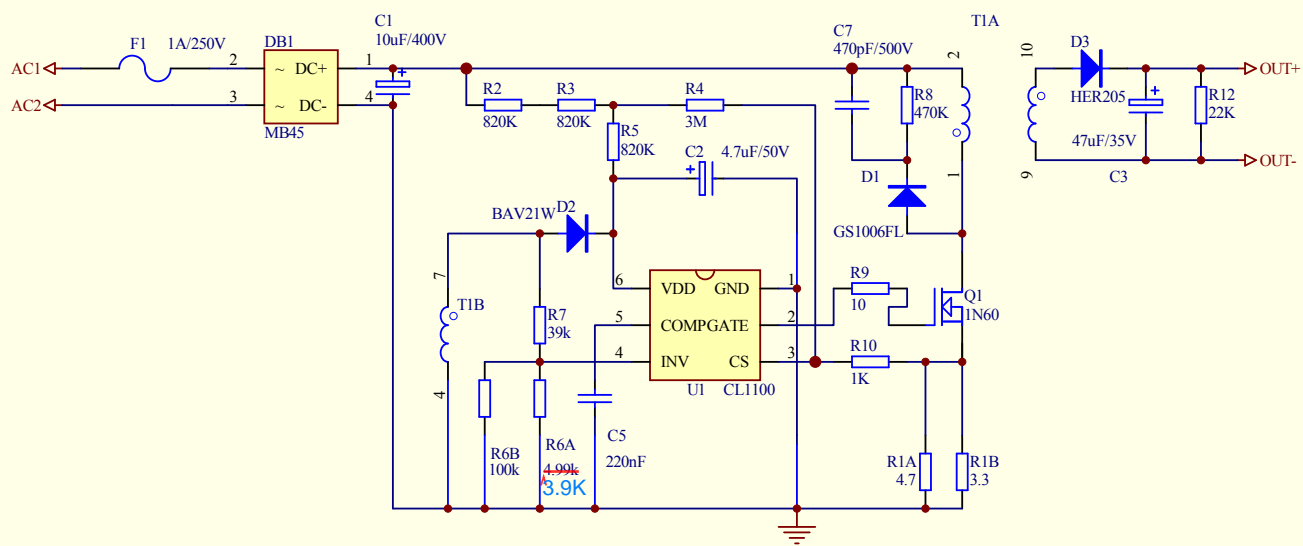 F1
1A/250V
AC1
AC2
DB1
2
~
DC+
1
3
~
DC-
4
MB45
C1
10uF/400V
R2
820K
R3
820K
R4
3M
R5
820K
C2
4.7uF/50V
C7
470pF/500V
R8
470K
T1A
2
1
10
9
D3
HER205
47uF/35V
C3
R12
22K
OUT+
OUT-
D1
GS1006FL
BAV21W
D2
7
T1B
4
R7
39k
6
VDD
GND
1
5
COMP
GATE
2
4
INV
CS
3
U1
CL1100
R9
10
Q1
1N60
R10
1K
R6B
100k
R6A
4.99k
3.9K
C5
220nF
R1A
4.7
R1B
3.3